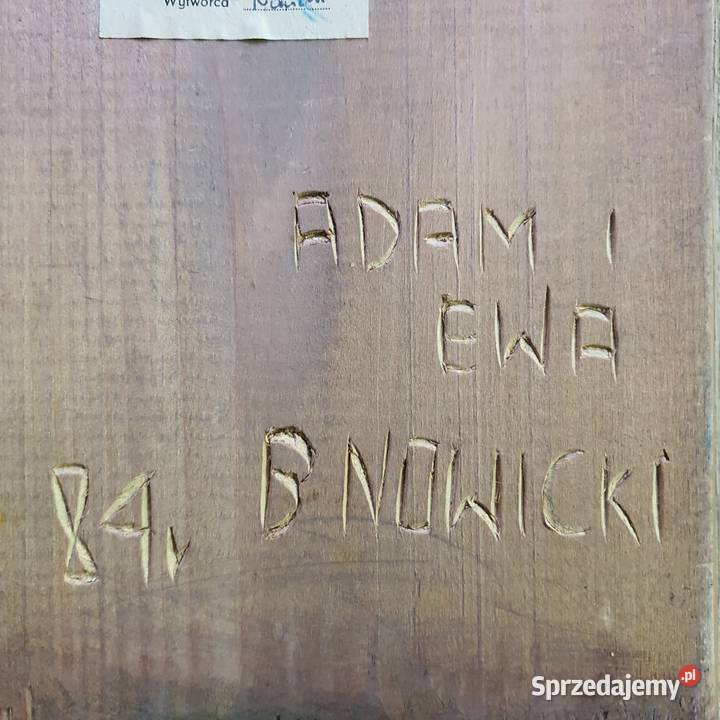 Wytwórca
ADAM I
EWA
B NOWICKI
84r
Sprzedajemy.pl